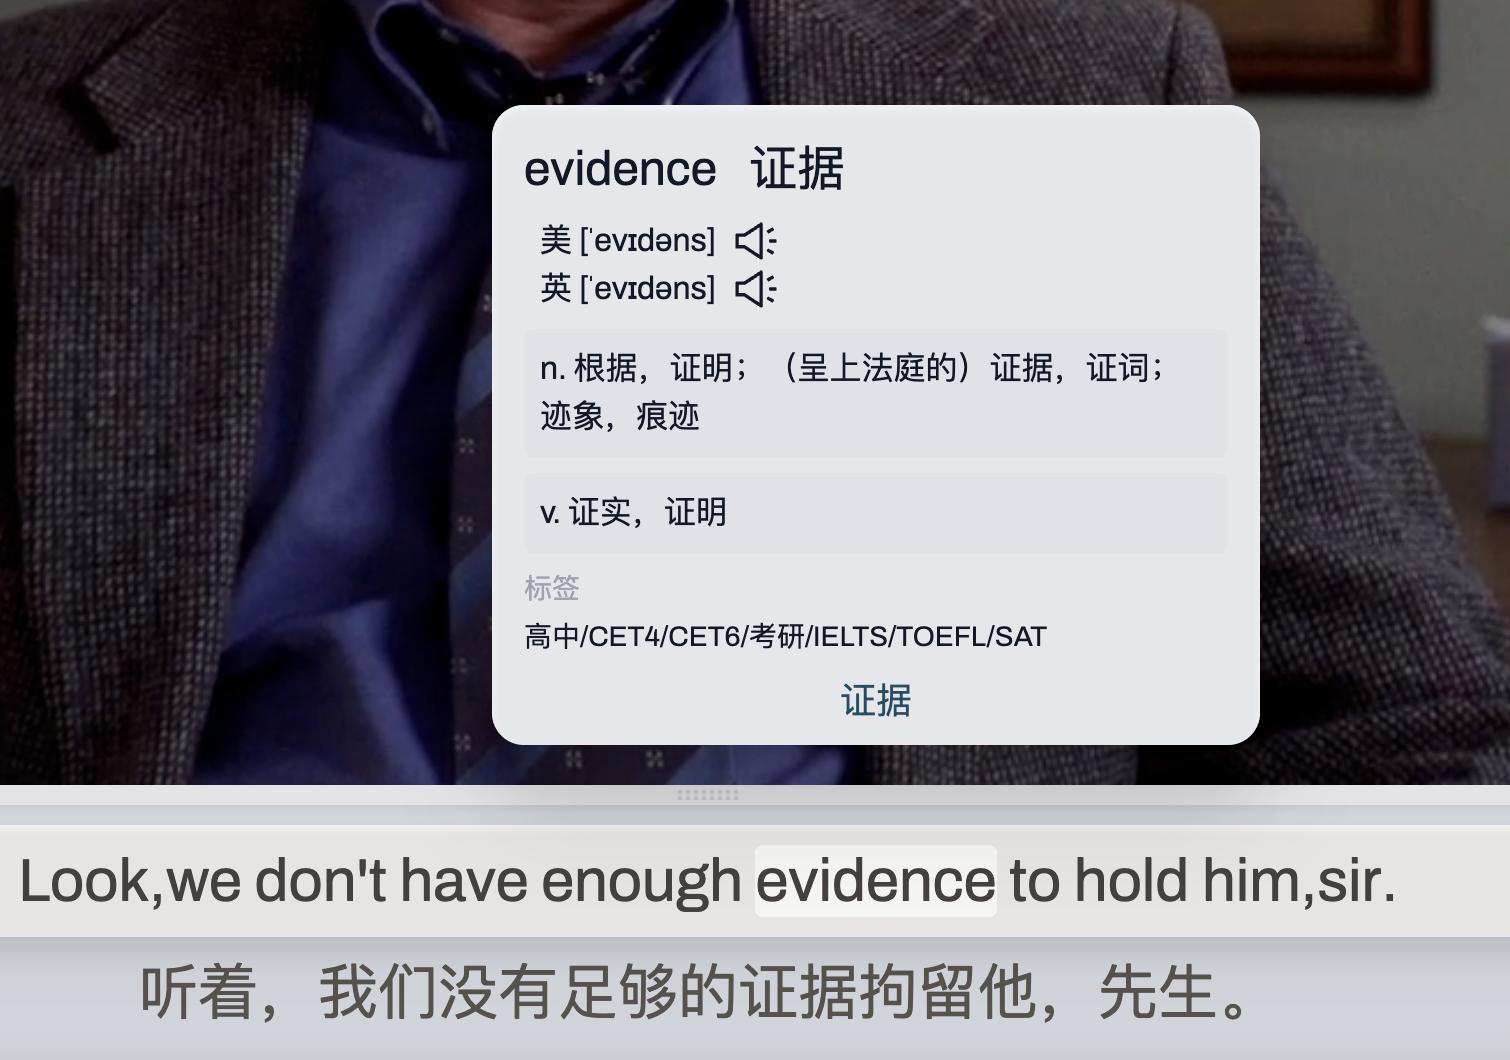 evidence 证据
美 [ˈevɪdəns]
英 [ˈevɪdəns]
n. 根据，证明；（呈上法庭的）证据，证词；
迹象，痕迹
v. 证实，证明
标签
高中/CET4/CET6/考研/IELTS/TOEFL/SAT
证据
Look,we don't have enough evidence to hold him,sir.
听着，我们没有足够的证据拘留他，先生。